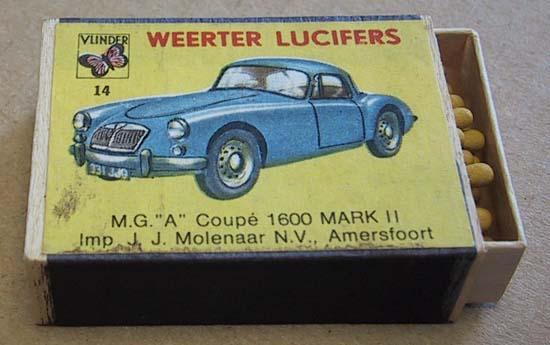 VLINDER
WEERTER LUCIFERS
14
M.G."A" Coupé 1600 MARK II
Imp J. J. Molenaar N.V., Amersfoort